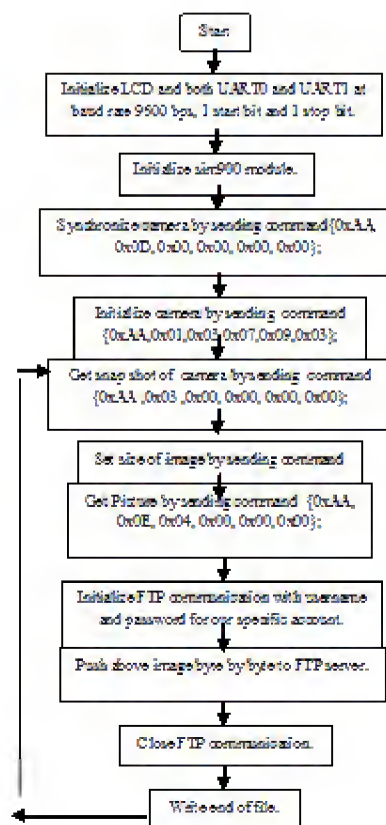 Start
Initialize LCD and both UART0 and UART1 at
baud rate 9600 bps, 1 start bit and 1 stop bit.
Initialize sim900 module.
Synchronize camera by sending command{0xAA,
0x0D, 0x00, 0x00, 0x00, 0x00};
Initialize camera by sending command
{0xAA,0x01,0x03,0x07,0x09,0x03};
Get snap shot of camera by sending command
{0xAA ,0x03 ,0x00, 0x00, 0x00, 0x00};
Set size of image by sending command
Get Picture by sending command {0xAA,
0x0E, 0x04, 0x00, 0x00,0x00};
Initialize FTP communication with username
and password for our specific account.
Push above image byte by byte to FTP server.
Close FTP communication.
end of file.